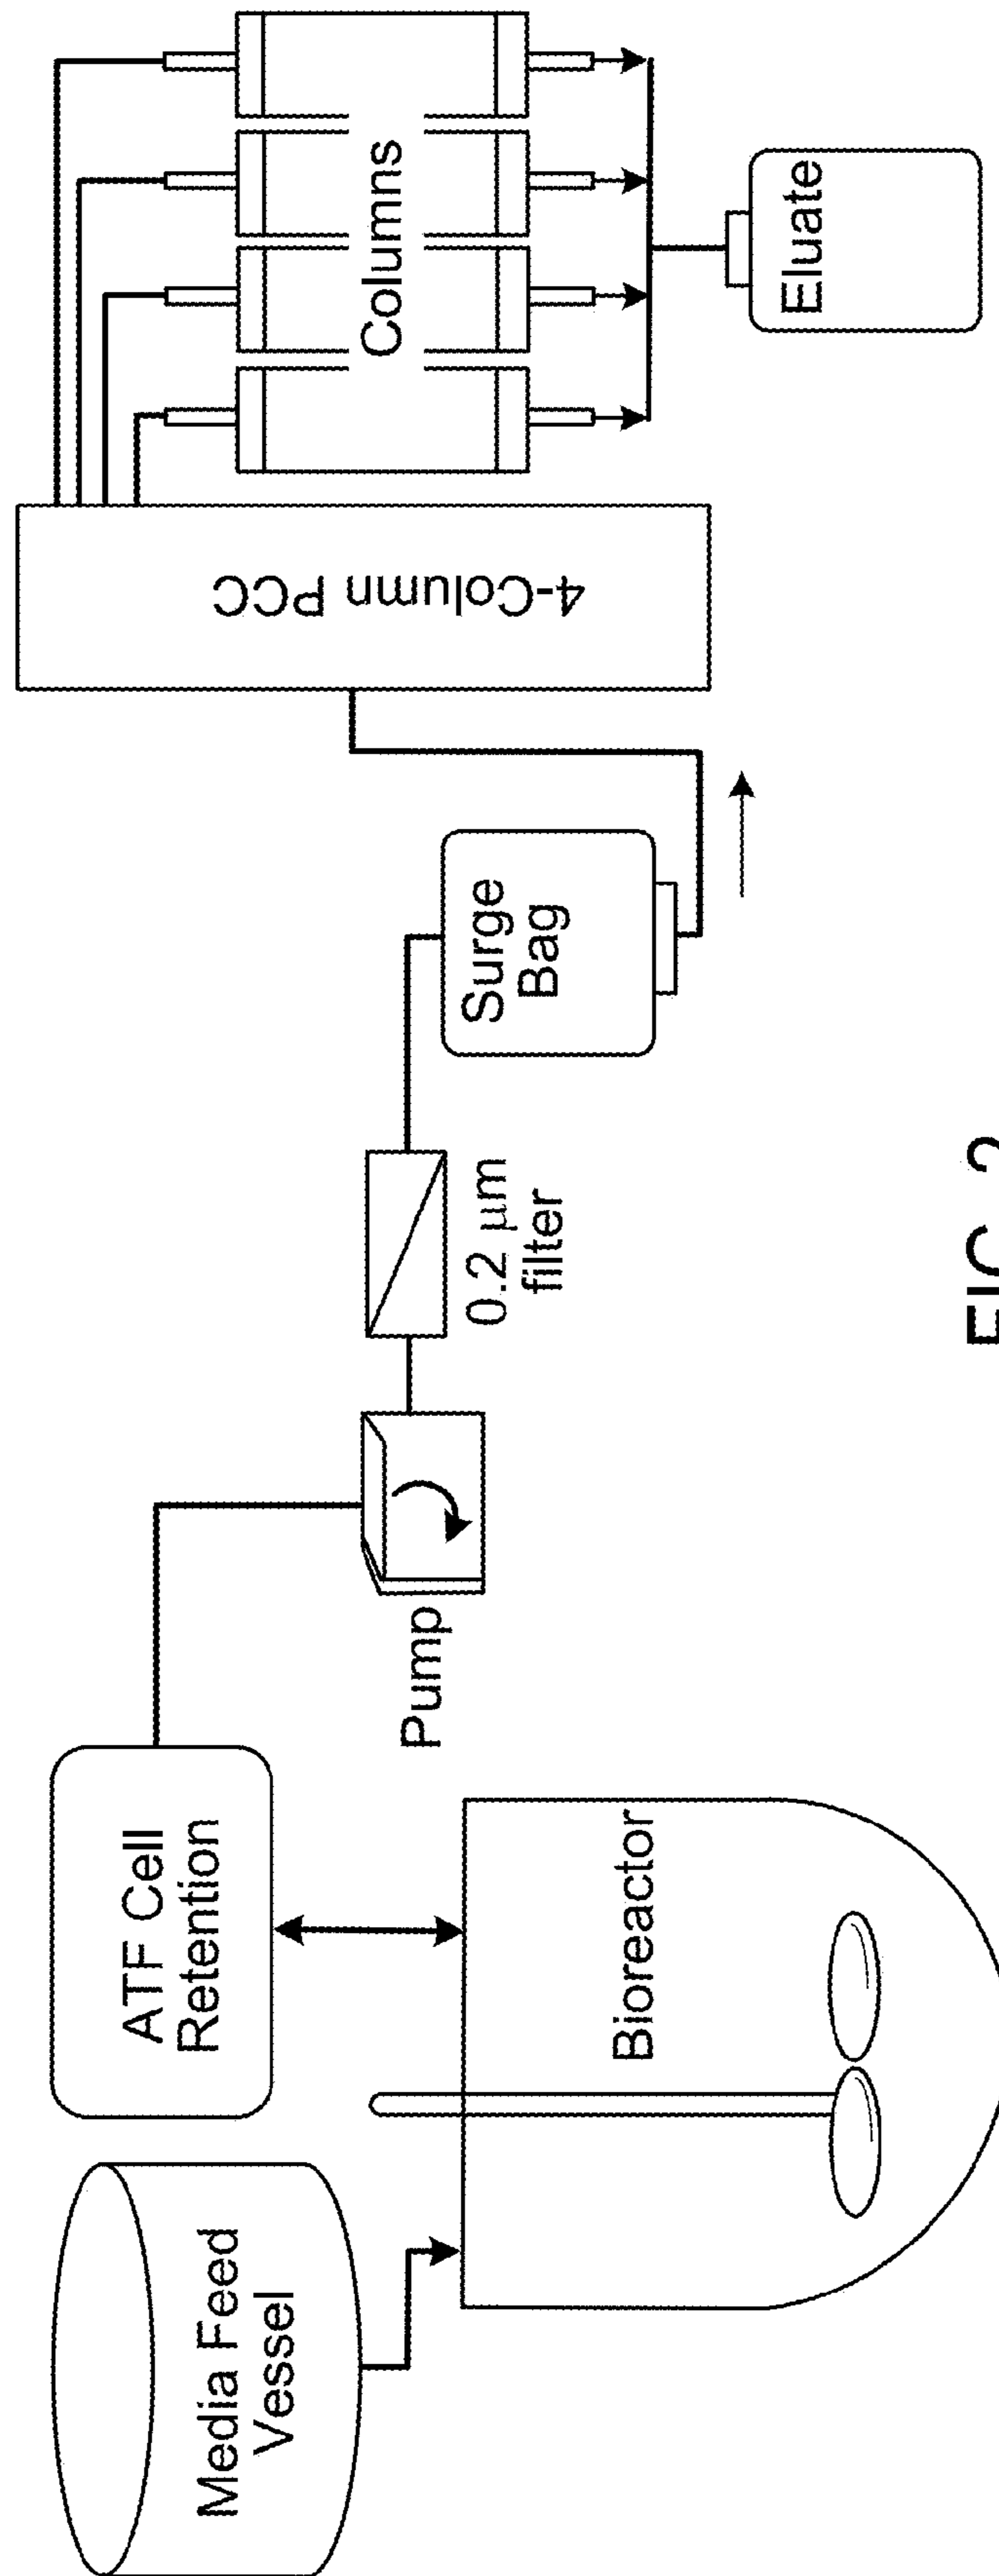 Media Feed
Vessel
ATF Cell
Retention
Bioreactor
Pump
0.2 μm
filter
Surge
Bag
4-Column PCC
Columns
Eluate
FIG. 2